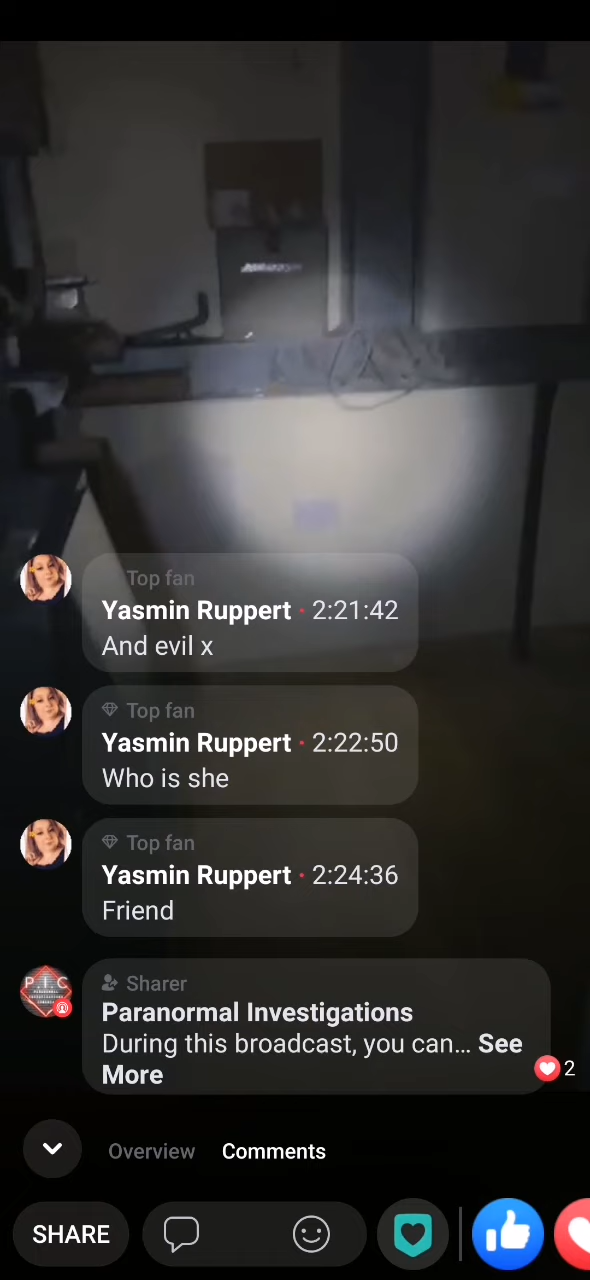 Top fan
Yasmin Ruppert · 2:21:42
And evil x
Top fan
Yasmin Ruppert · 2:22:50
Who is she
Top fan
Yasmin Ruppert · 2:24:36
Friend
PIC
Sharer
Paranormal Investigations
During this broadcast, you can... See
More
2
Overview Comments
SHARE